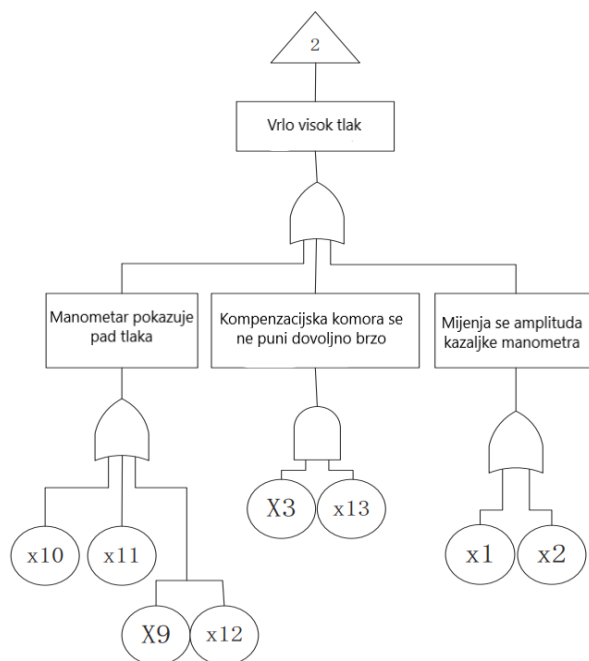 2
Vrlo visok tlak
Manometar pokazuje
pad tlaka
Kompenzacijska komora se
ne puni dovoljno brzo
Mijenja se amplituda
kazaljke manometra
X3
x13
x10
x11
x1
x2
X9
x12